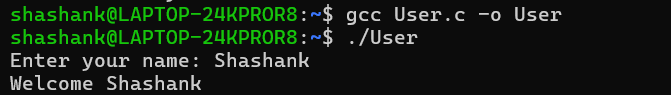 shashank@LAPTOP-24KPROR8:~$ gcc User.c -o User
shashank@LAPTOP-24KPROR8:~$ ./User
Enter your name: Shashank
Welcome Shashank